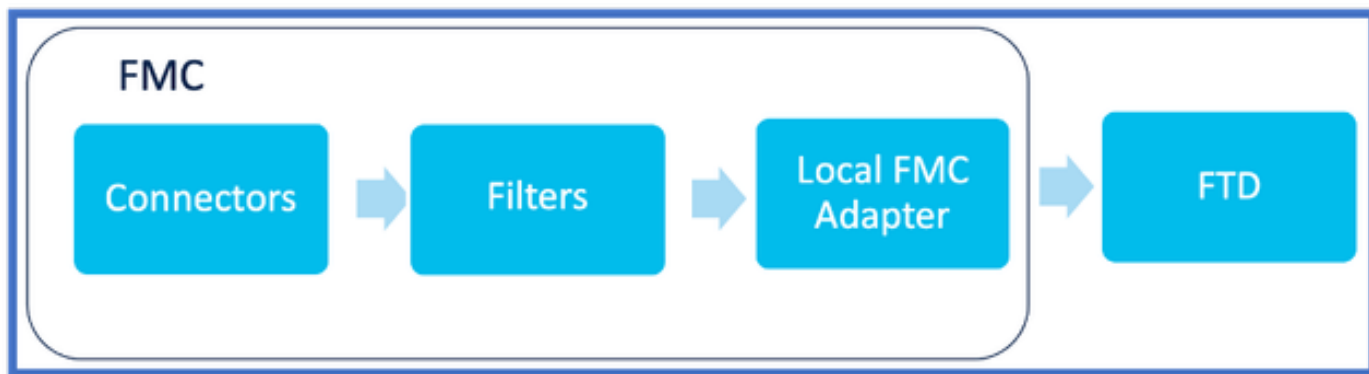 FMC
Connectors
Filters
Local FMC
Adapter
FTD